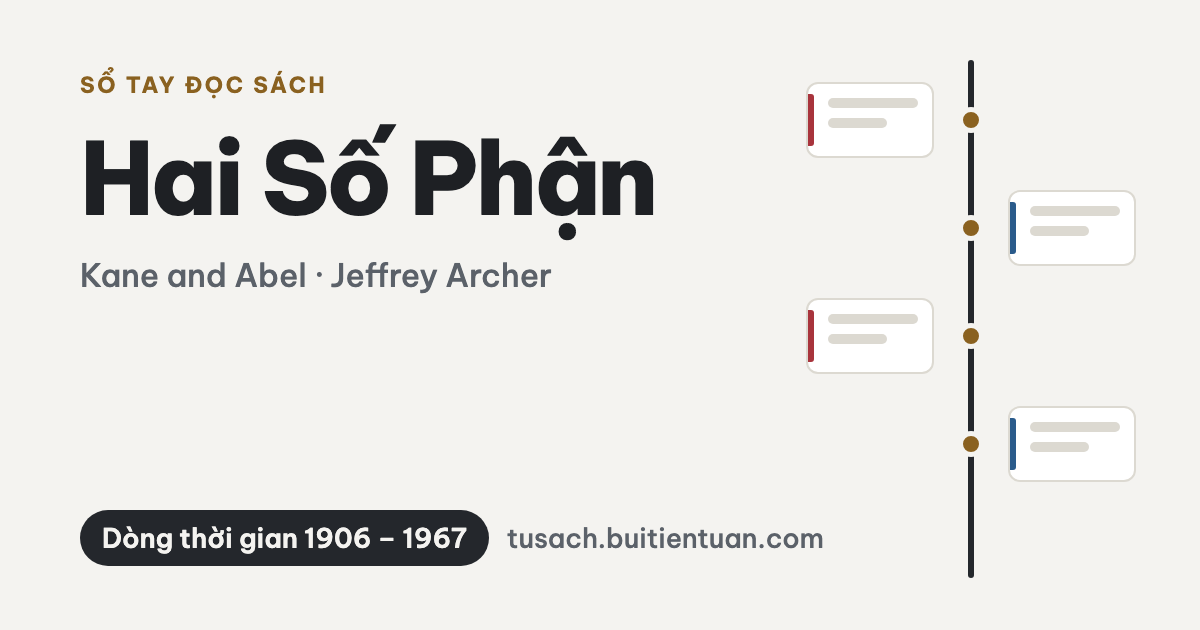 SỔ TAY ĐỌC SÁCH
Hai Số Phận
Kane and Abel · Jeffrey Archer
Dòng thời gian 1906 – 1967
tusach.buitientuan.com